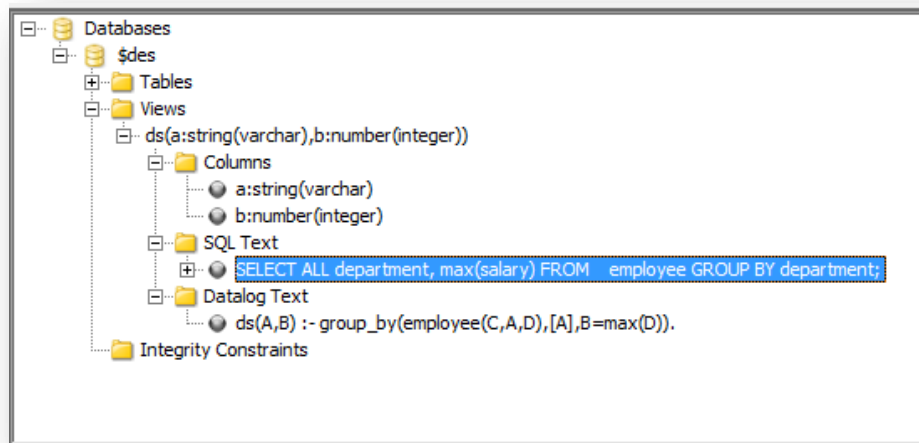 Databases
$des
Tables
Views
ds(a:string(varchar),b:number(integer))
Columns
a:string(varchar)
b:number(integer)
SQL Text
SELECT ALL department, max(salary) FROM    employee GROUP BY department;
Datalog Text
ds(A,B) :- group_by(employee(C,A,D),[A],B=max(D)).
Integrity Constraints